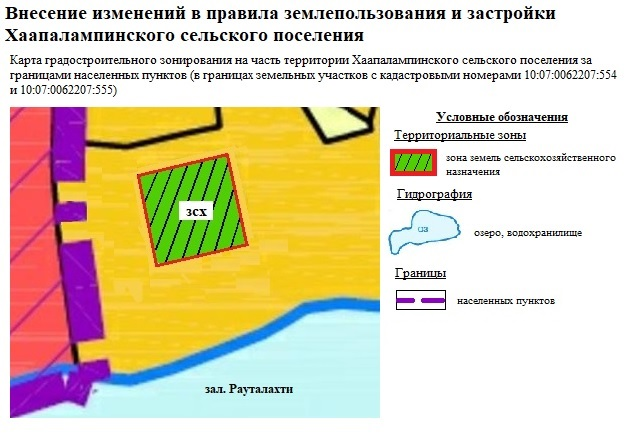 Внесение изменений в правила землепользования и застройки
Хаапалампинского сельского поселения
Карта градостроительного зонирования на часть территории Хаапалампинского сельского поселения за
границами населенных пунктов (в границах земельных участков с кадастровыми номерами 10:07:0062207:554
и 10:07:0062207:555)
Условные обозначения
Территориальные зоны
зона земель сельскохозяйственного
назначения
Гидрография
оз
озеро, водохранилище
Границы
населенных пунктов
зсх
зал. Рауталахти